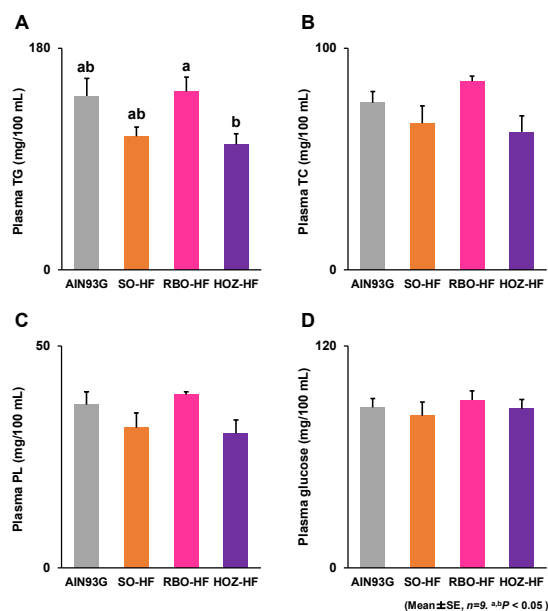 A
180
Plasma TG (mg/100 mL)
0
ab
ab
a
b
AIN93G SO-HF RBO-HF HOZ-HF
B
100
Plasma TC (mg/100 mL)
0
AIN93G SO-HF RBO-HF HOZ-HF
C
50
Plasma PL (mg/100 mL)
0
AIN93G SO-HF RBO-HF HOZ-HF
D
120
Plasma glucose (mg/100 mL)
0
AIN93G SO-HF RBO-HF HOZ-HF
(Mean±SE, n=9. a,bP < 0.05 )